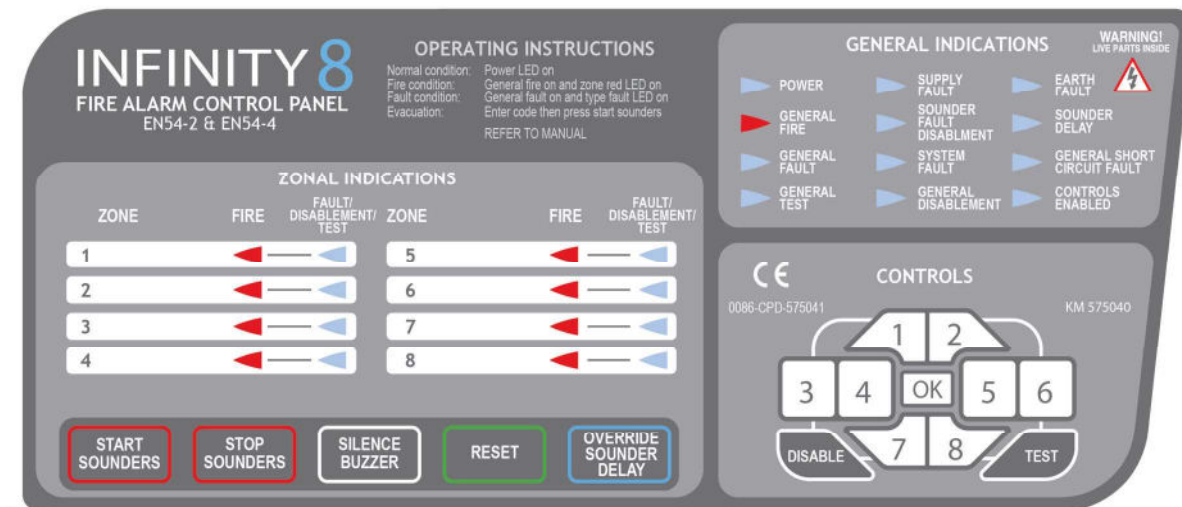 INFINITY 8
FIRE ALARM CONTROL PANEL
EN54-2 & EN54-4
OPERATING INSTRUCTIONS
Normal condition: Power LED on
Fire condition: General fire on and zone red LED on
Fault condition: General fault on and type fault LED on
Evacuation: Enter code then press start sounders
REFER TO MANUAL
GENERAL INDICATIONS
WARNING!
LIVE PARTS INSIDE
POWER
GENERAL
FIRE
GENERAL
FAULT
GENERAL
TEST
SUPPLY
FAULT
SOUNDER
FAULT
DISABLMENT
SYSTEM
FAULT
GENERAL
DISABLEMENT
EARTH
FAULT
SOUNDER
DELAY
GENERAL SHORT
CIRCUIT FAULT
CONTROLS
ENABLED
ZONAL INDICATIONS
ZONE FIRE FAULT/
DISABLEMENT/
TEST
1
2
3
4
ZONE FIRE FAULT/
DISABLEMENT/
TEST
5
6
7
8
START
SOUNDERS
STOP
SOUNDERS
SILENCE
BUZZER
RESET
OVERRIDE
SOUNDER
DELAY
CE
0086-CPD-575041
CONTROLS
KM 575040
1 2
3 4 OK 5 6
DISABLE 7 8 TEST